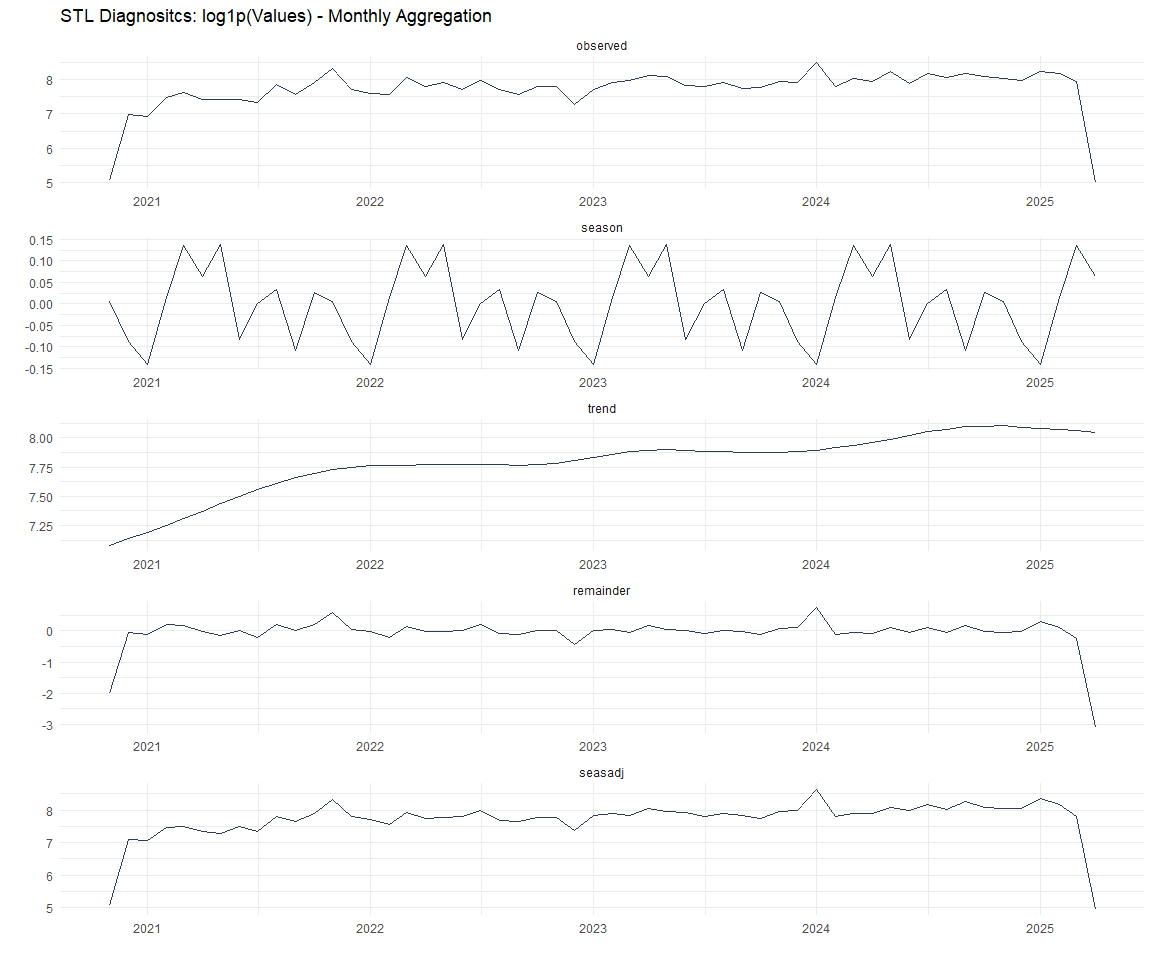 STL Diagnositcs: log1p(Values) - Monthly Aggregation
observed
8
7
6
5
2021 2022 2023 2024 2025
season
0.15
0.10
0.05
0.00
-0.05
-0.10
-0.15
2021 2022 2023 2024 2025
trend
8.00
7.75
7.50
7.25
2021 2022 2023 2024 2025
remainder
0
-1
-2
-3
2021 2022 2023 2024 2025
seasadj
8
7
6
5
2021 2022 2023 2024 2025